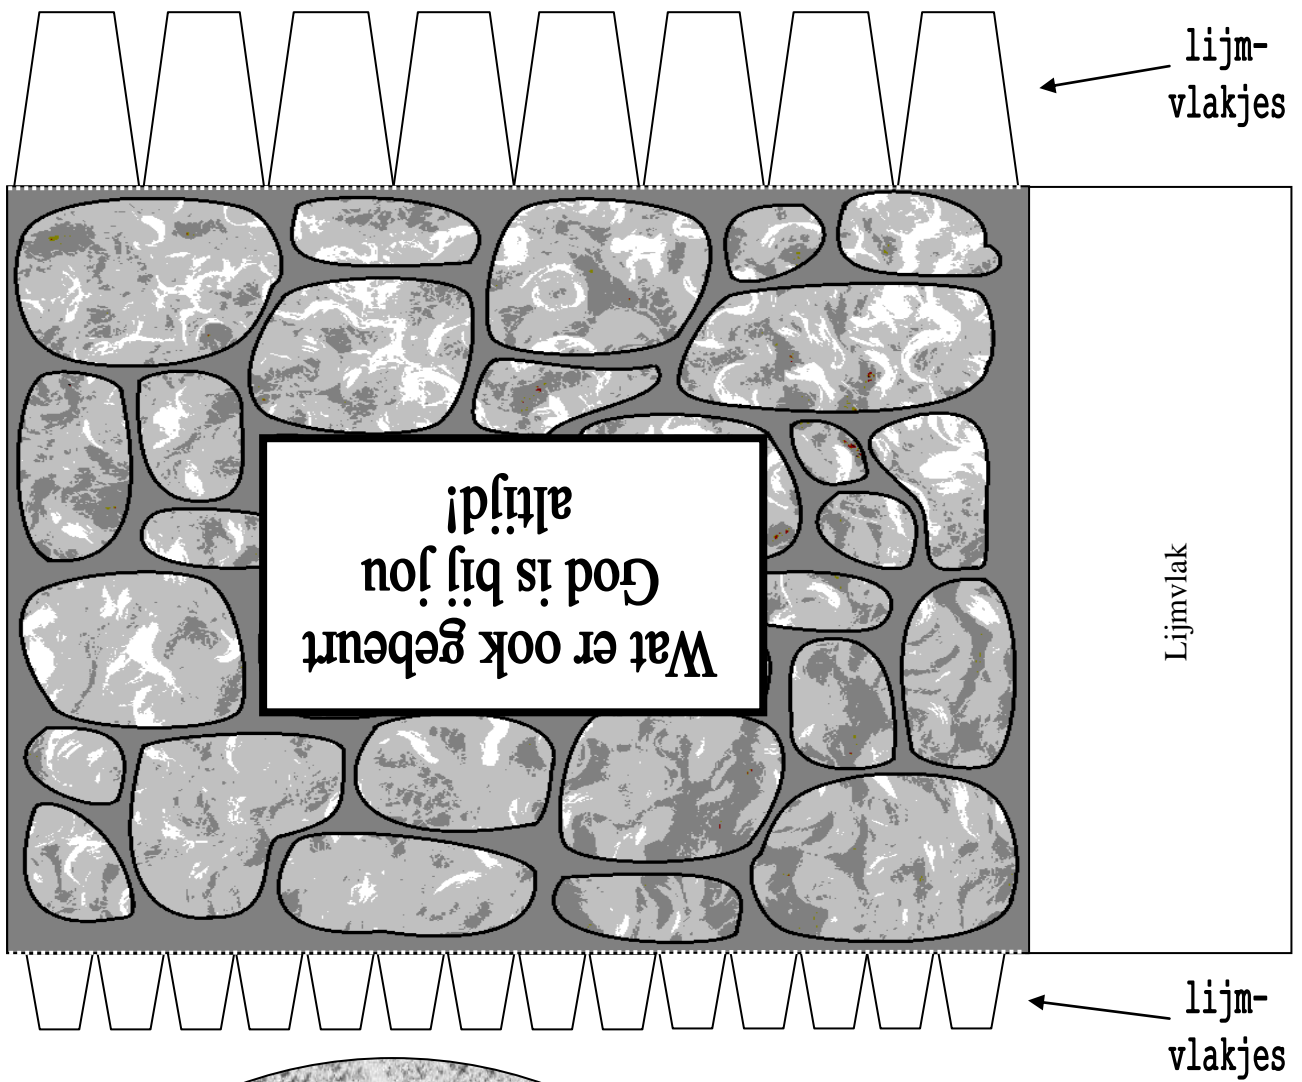 lijm-
vlakjes
Wat er ook gebeurt
God is bij jou
altijd!
Lijmvlak
lijm-
vlakjes